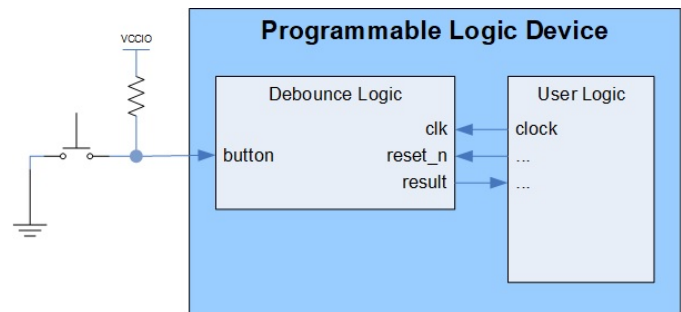 Programmable Logic Device
VCCIO
Debounce Logic
User Logic
clk
clock
button
reset_n
...
result
...